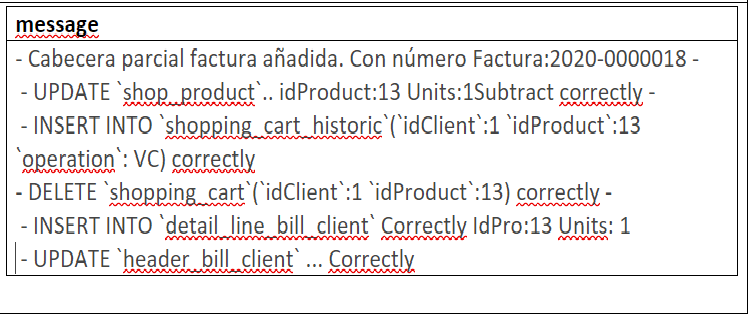 message
- Cabecera parcial factura añadida. Con número Factura:2020-0000018 -
- UPDATE `shop_product`.. idProduct:13 Units:1Subtract correctly -
- INSERT INTO `shopping_cart_historic`(`idClient`:1 `idProduct`:13
`operation`: VC) correctly
- DELETE `shopping_cart`(`idClient`:1 `idProduct`:13) correctly -
- INSERT INTO `detail_line_bill_client` Correctly IdPro:13 Units: 1
- UPDATE `header_bill_client` ... Correctly